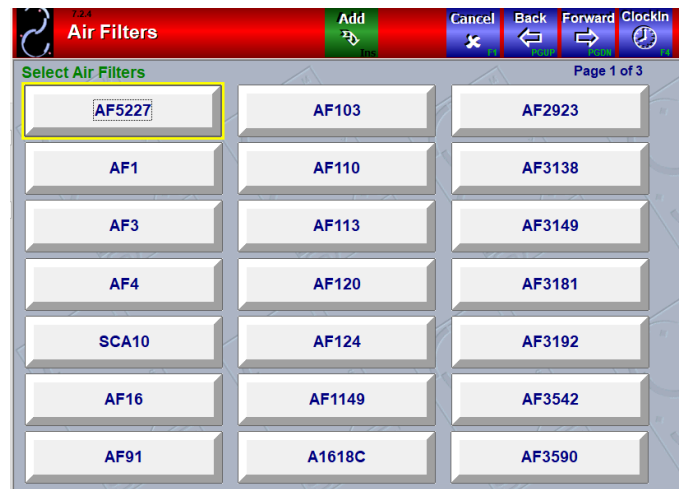 7.2.4
Air Filters
Add
Ins
Cancel
F1
Back
PGUP
Forward
PGDN
ClockIn
F4
Select Air Filters
Page 1 of 3
AF5227 AF103 AF2923
AF1 AF110 AF3138
AF3 AF113 AF3149
AF4 AF120 AF3181
SCA10 AF124 AF3192
AF16 AF1149 AF3542
AF91 A1618C AF3590